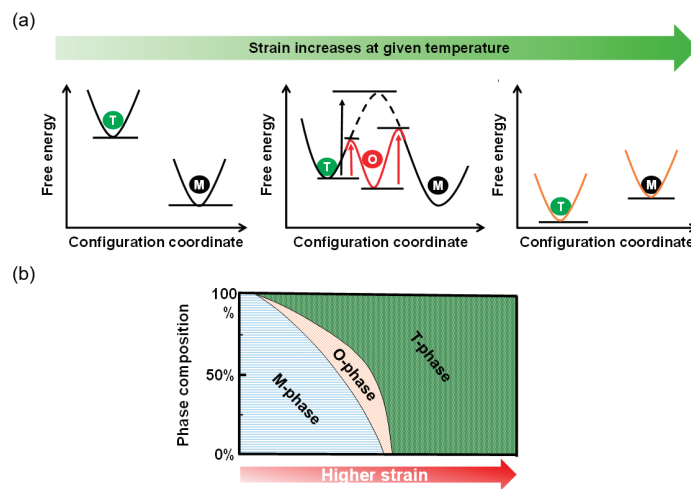 (a)
Strain increases at given temperature
Free energy
T
M
Configuration coordinate
Free energy
T
O
M
Configuration coordinate
Free energy
T
M
Configuration coordinate
(b)
Phase composition
100
%
50%
0%
M-phase
O-phase
T-phase
Higher strain